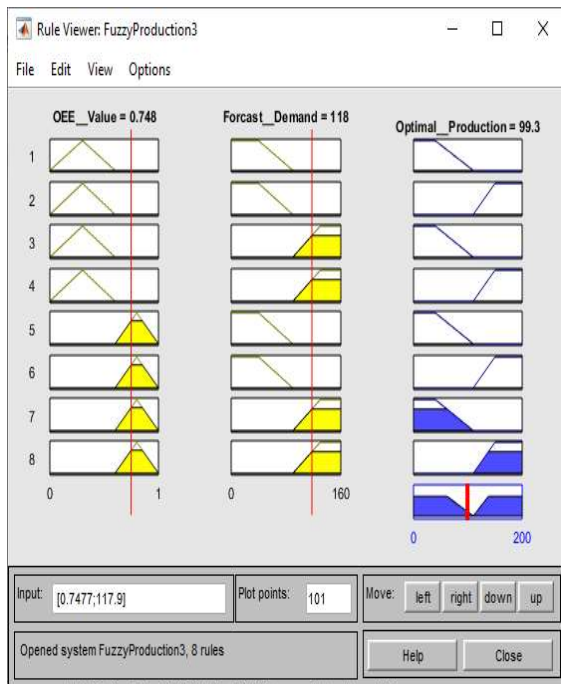 Rule Viewer: FuzzyProduction3
File Edit View Options
OEE__Value = 0.748 Forcast__Demand = 118 Optimal__Production = 99.3
1
2
3
4
5
6
7
8
0 1 0 160
0 200
Input: [0.7477;117.9] Plot points: 101 Move: left right down up
Opened system FuzzyProduction3, 8 rules Help Close